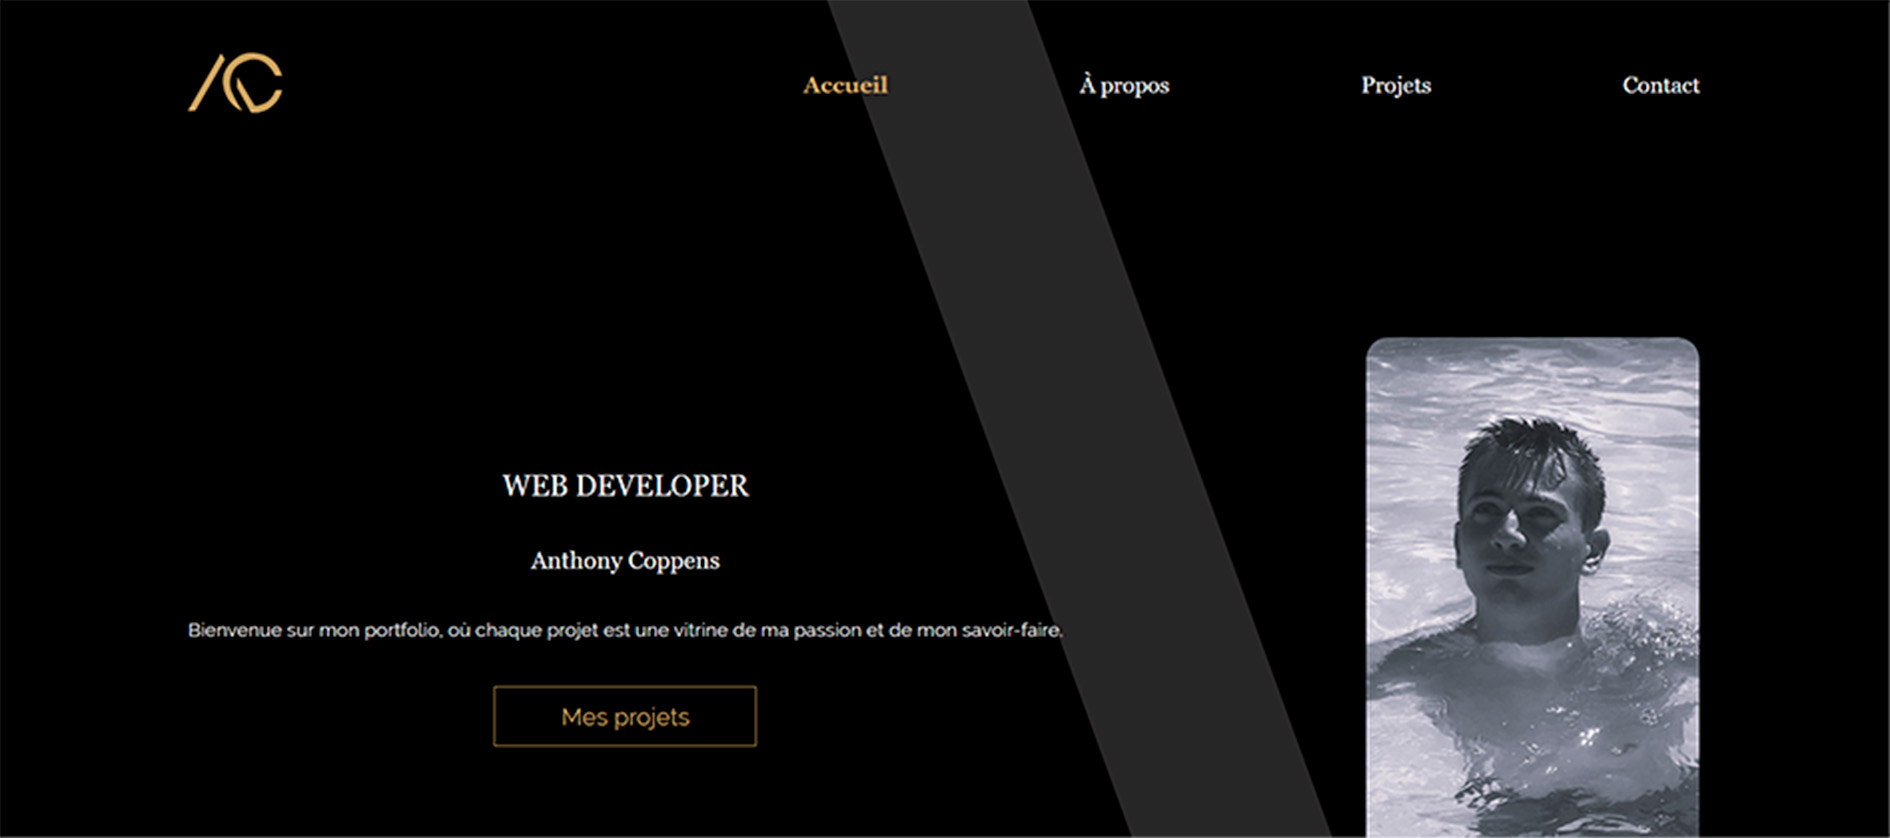 AC
Accueil À propos Projets Contact
WEB DEVELOPER
Anthony Coppens
Bienvenue sur mon portfolio, où chaque projet est une vitrine de ma passion et de mon savoir-faire.
Mes projets